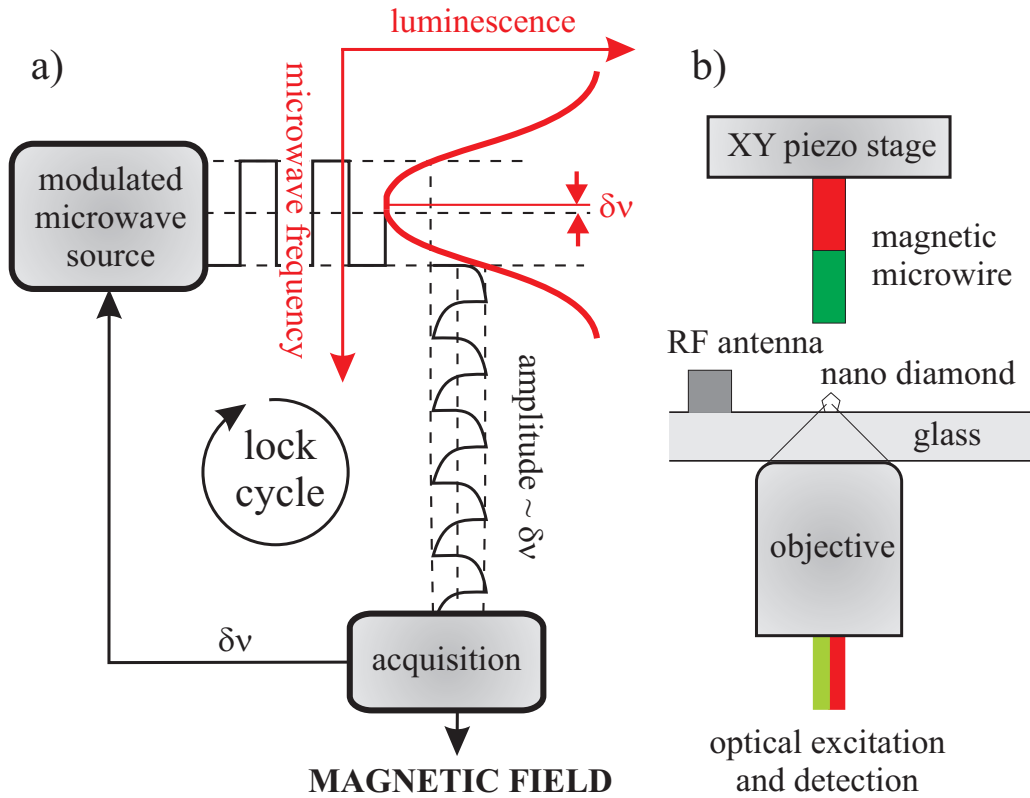 a)
luminescence
microwave frequency
modulated
microwave
source
δν
amplitude ~ δν
lock
cycle
δν
acquisition
MAGNETIC FIELD
b)
XY piezo stage
magnetic
microwire
RF antenna
nano diamond
glass
objective
optical excitation
and detection